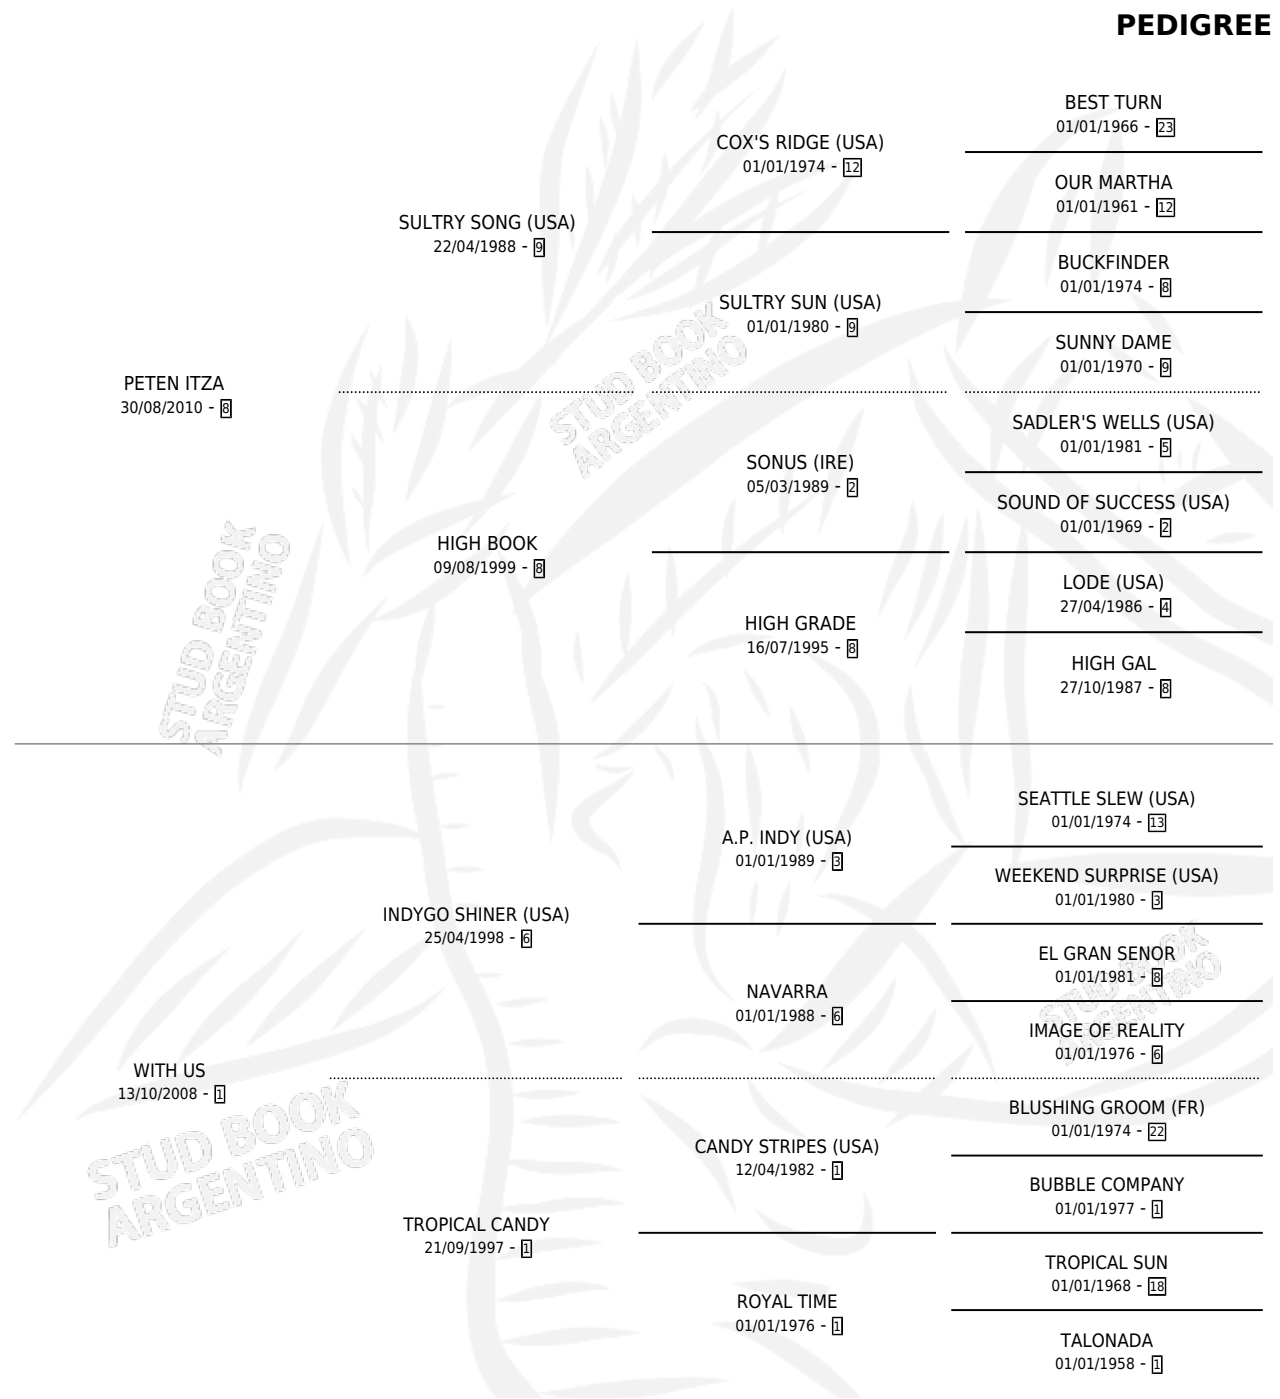 PEDIGREE
BEST TURN
01/01/1966 - 23
COX'S RIDGE (USA)
01/01/1974 - 12
OUR MARTHA
01/01/1961 - 12
SULTRY SONG (USA)
22/04/1988 - 9
BUCKFINDER
01/01/1974 - 8
SULTRY SUN (USA)
01/01/1980 - 9
SUNNY DAME
01/01/1970 - 9
PETEN ITZA
30/08/2010 - 8
SADLER'S WELLS (USA)
01/01/1981 - 5
SONUS (IRE)
05/03/1989 - 2
SOUND OF SUCCESS (USA)
01/01/1969 - 2
HIGH BOOK
09/08/1999 - 8
LODE (USA)
27/04/1986 - 4
HIGH GRADE
16/07/1995 - 8
HIGH GAL
27/10/1987 - 8
STUD BOOK
ARGENTINO
STUD BOOK
ARGENTINO
SEATTLE SLEW (USA)
01/01/1974 - 13
A.P. INDY (USA)
01/01/1989 - 3
WEEKEND SURPRISE (USA)
01/01/1980 - 3
INDYGO SHINER (USA)
25/04/1998 - 6
EL GRAN SENOR
01/01/1981 - 8
NAVARRA
01/01/1988 - 6
IMAGE OF REALITY
01/01/1976 - 6
WITH US
13/10/2008 - 1
BLUSHING GROOM (FR)
01/01/1974 - 22
CANDY STRIPES (USA)
12/04/1982 - 1
BUBBLE COMPANY
01/01/1977 - 1
TROPICAL CANDY
21/09/1997 - 1
TROPICAL SUN
01/01/1968 - 18
ROYAL TIME
01/01/1976 - 1
TALONADA
01/01/1958 - 1
STUD BOOK
ARGENTINO
STUD BOOK
ARGENTINO